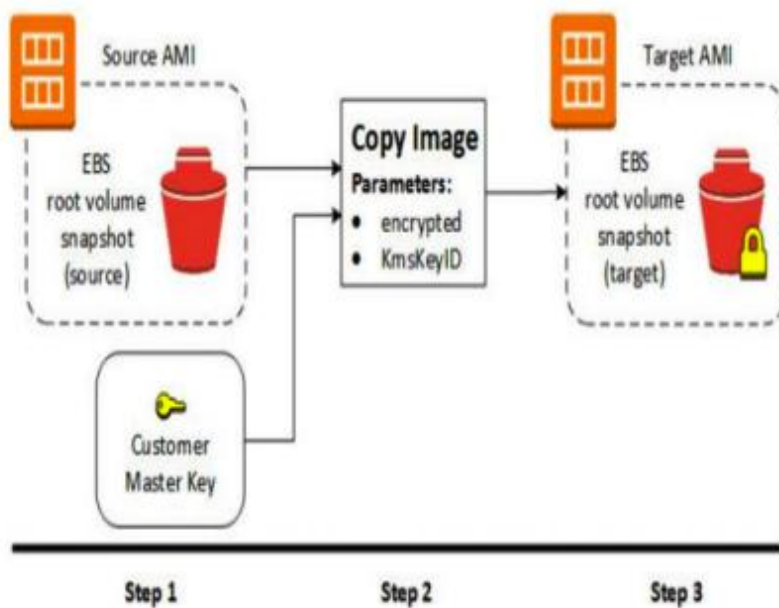 Source AMI
EBS
root volume
snapshot
(source)
Customer
Master Key
Copy Image
Parameters:
• encrypted
• KmsKeyID
Target AMI
EBS
root volume
snapshot
(target)
Step 1
Step 2
Step 3